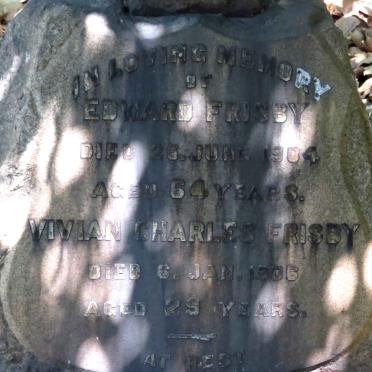 IN LOVING MEMORY
OF
EDWARD FRISBY
DIED 26. JUNE 1904
AGED 64 YEARS.
VIVIAN CHARLES FRISBY
DIED 6. JAN. 1906
AGED 29 YEARS.
AT REST